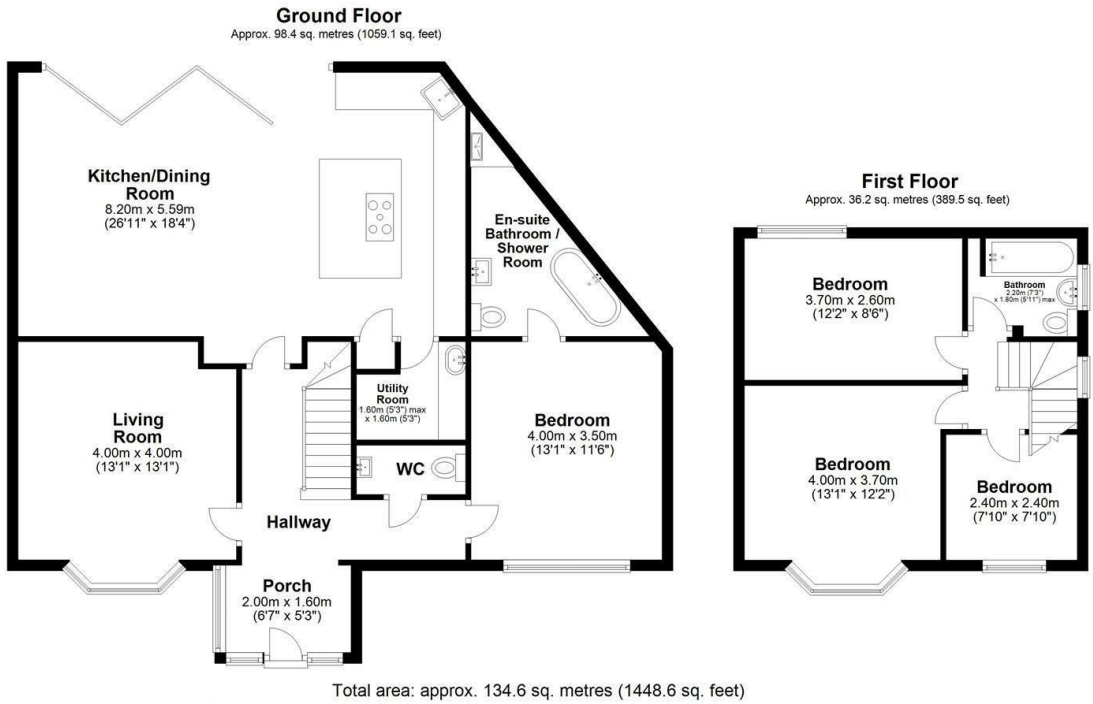 Ground Floor
Approx. 98.4 sq. metres (1059.1 sq. feet)
Kitchen/Dining
Room
8.20m x 5.59m
(26'11" x 18'4")
En-suite
Bathroom /
Shower
Room
Living
Room
4.00m x 4.00m
(13'1" x 13'1")
Utility
Room
1.60m (5'3") max
x 1.60m (5'3")
Bedroom
4.00m x 3.50m
(13'1" x 11'6")
WC
Hallway
Porch
2.00m x 1.60m
(6'7" x 5'3")
First Floor
Approx. 36.2 sq. metres (389.5 sq. feet)
Bedroom
3.70m x 2.60m
(12'2" x 8'6")
Bathroom
2.20m (7'3")
x 1.80m (5'11") max
Bedroom
4.00m x 3.70m
(13'1" x 12'2")
Bedroom
2.40m x 2.40m
(7'10" x 7'10")
Total area: approx. 134.6 sq. metres (1448.6 sq. feet)